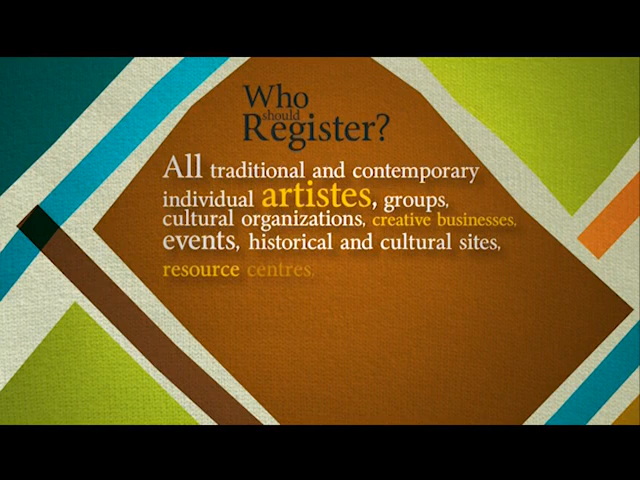 Who
should
Register?
All traditional and contemporary
individual artistes, groups,
cultural organizations, creative businesses,
events, historical and cultural sites,
resource centres,